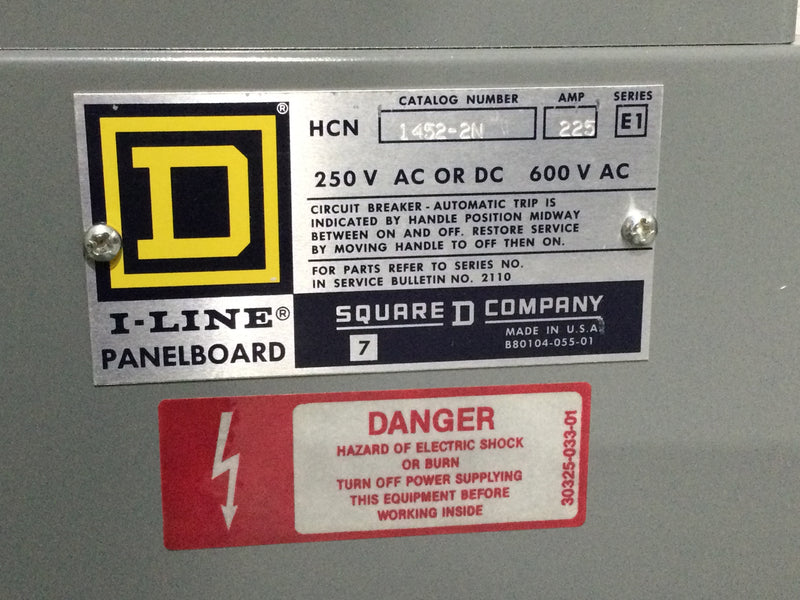 D®
I-LINE®
PANELBOARD
CATALOG NUMBER AMP SERIES
HCN 1452-2N 225 E1
250 V AC OR DC 600 V AC
CIRCUIT BREAKER - AUTOMATIC TRIP IS
INDICATED BY HANDLE POSITION MIDWAY
BETWEEN ON AND OFF. RESTORE SERVICE
BY MOVING HANDLE TO OFF THEN ON.
FOR PARTS REFER TO SERIES NO.
IN SERVICE BULLETIN NO. 2110
SQUARE D COMPANY
7
MADE IN U.S.A.
B80104-055-01
DANGER
HAZARD OF ELECTRIC SHOCK
OR BURN
TURN OFF POWER SUPPLYING
THIS EQUIPMENT BEFORE
WORKING INSIDE
30325-033-01